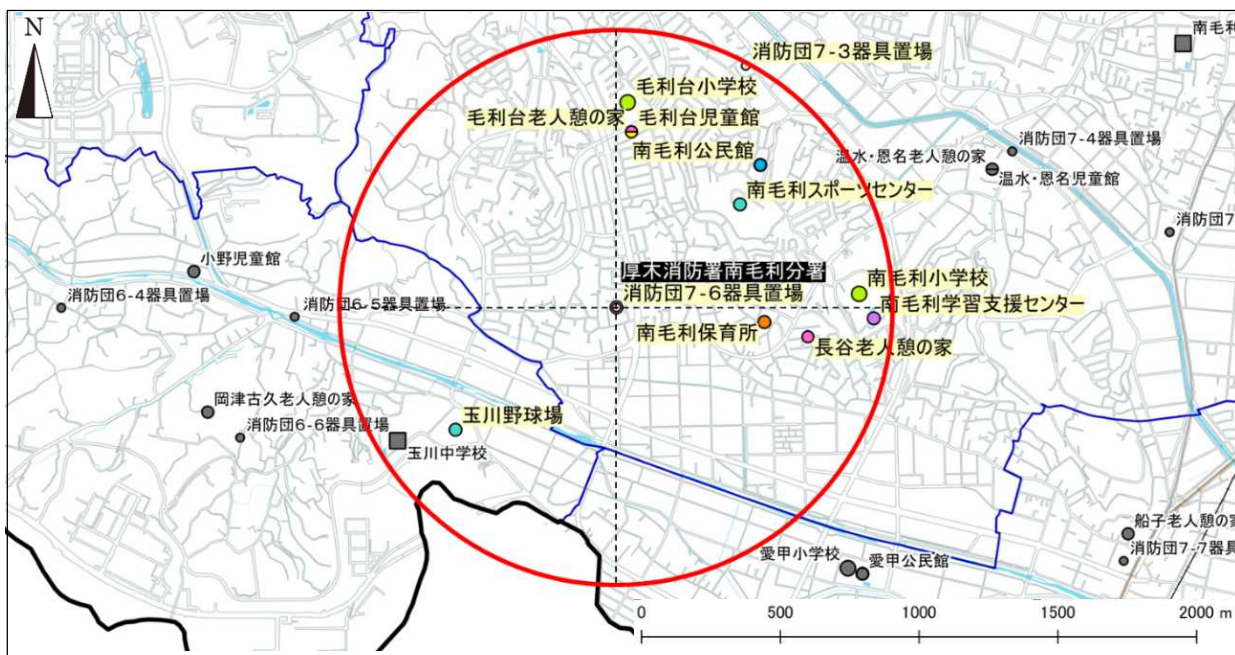 N
南毛利
消防団7-3器具置場
毛利台小学校
毛利台老人憩の家
毛利台児童館
南毛利公民館
消防団7-4器具置場
温水・恩名老人憩の家
温水・恩名児童館
南毛利スポーツセンター
消防団7
小野児童館
厚木消防署南毛利分署
南毛利小学校
消防団6-4器具置場
消防団6-5器具置場
消防団7-6器具置場
南毛利学習支援センター
南毛利保育所
長谷老人憩の家
岡津古久老人憩の家
玉川野球場
消防団6-6器具置場
玉川中学校
船子老人憩の家
愛甲小学校
愛甲公民館
消防団7-7器具
0 500 1000 1500 2000 m